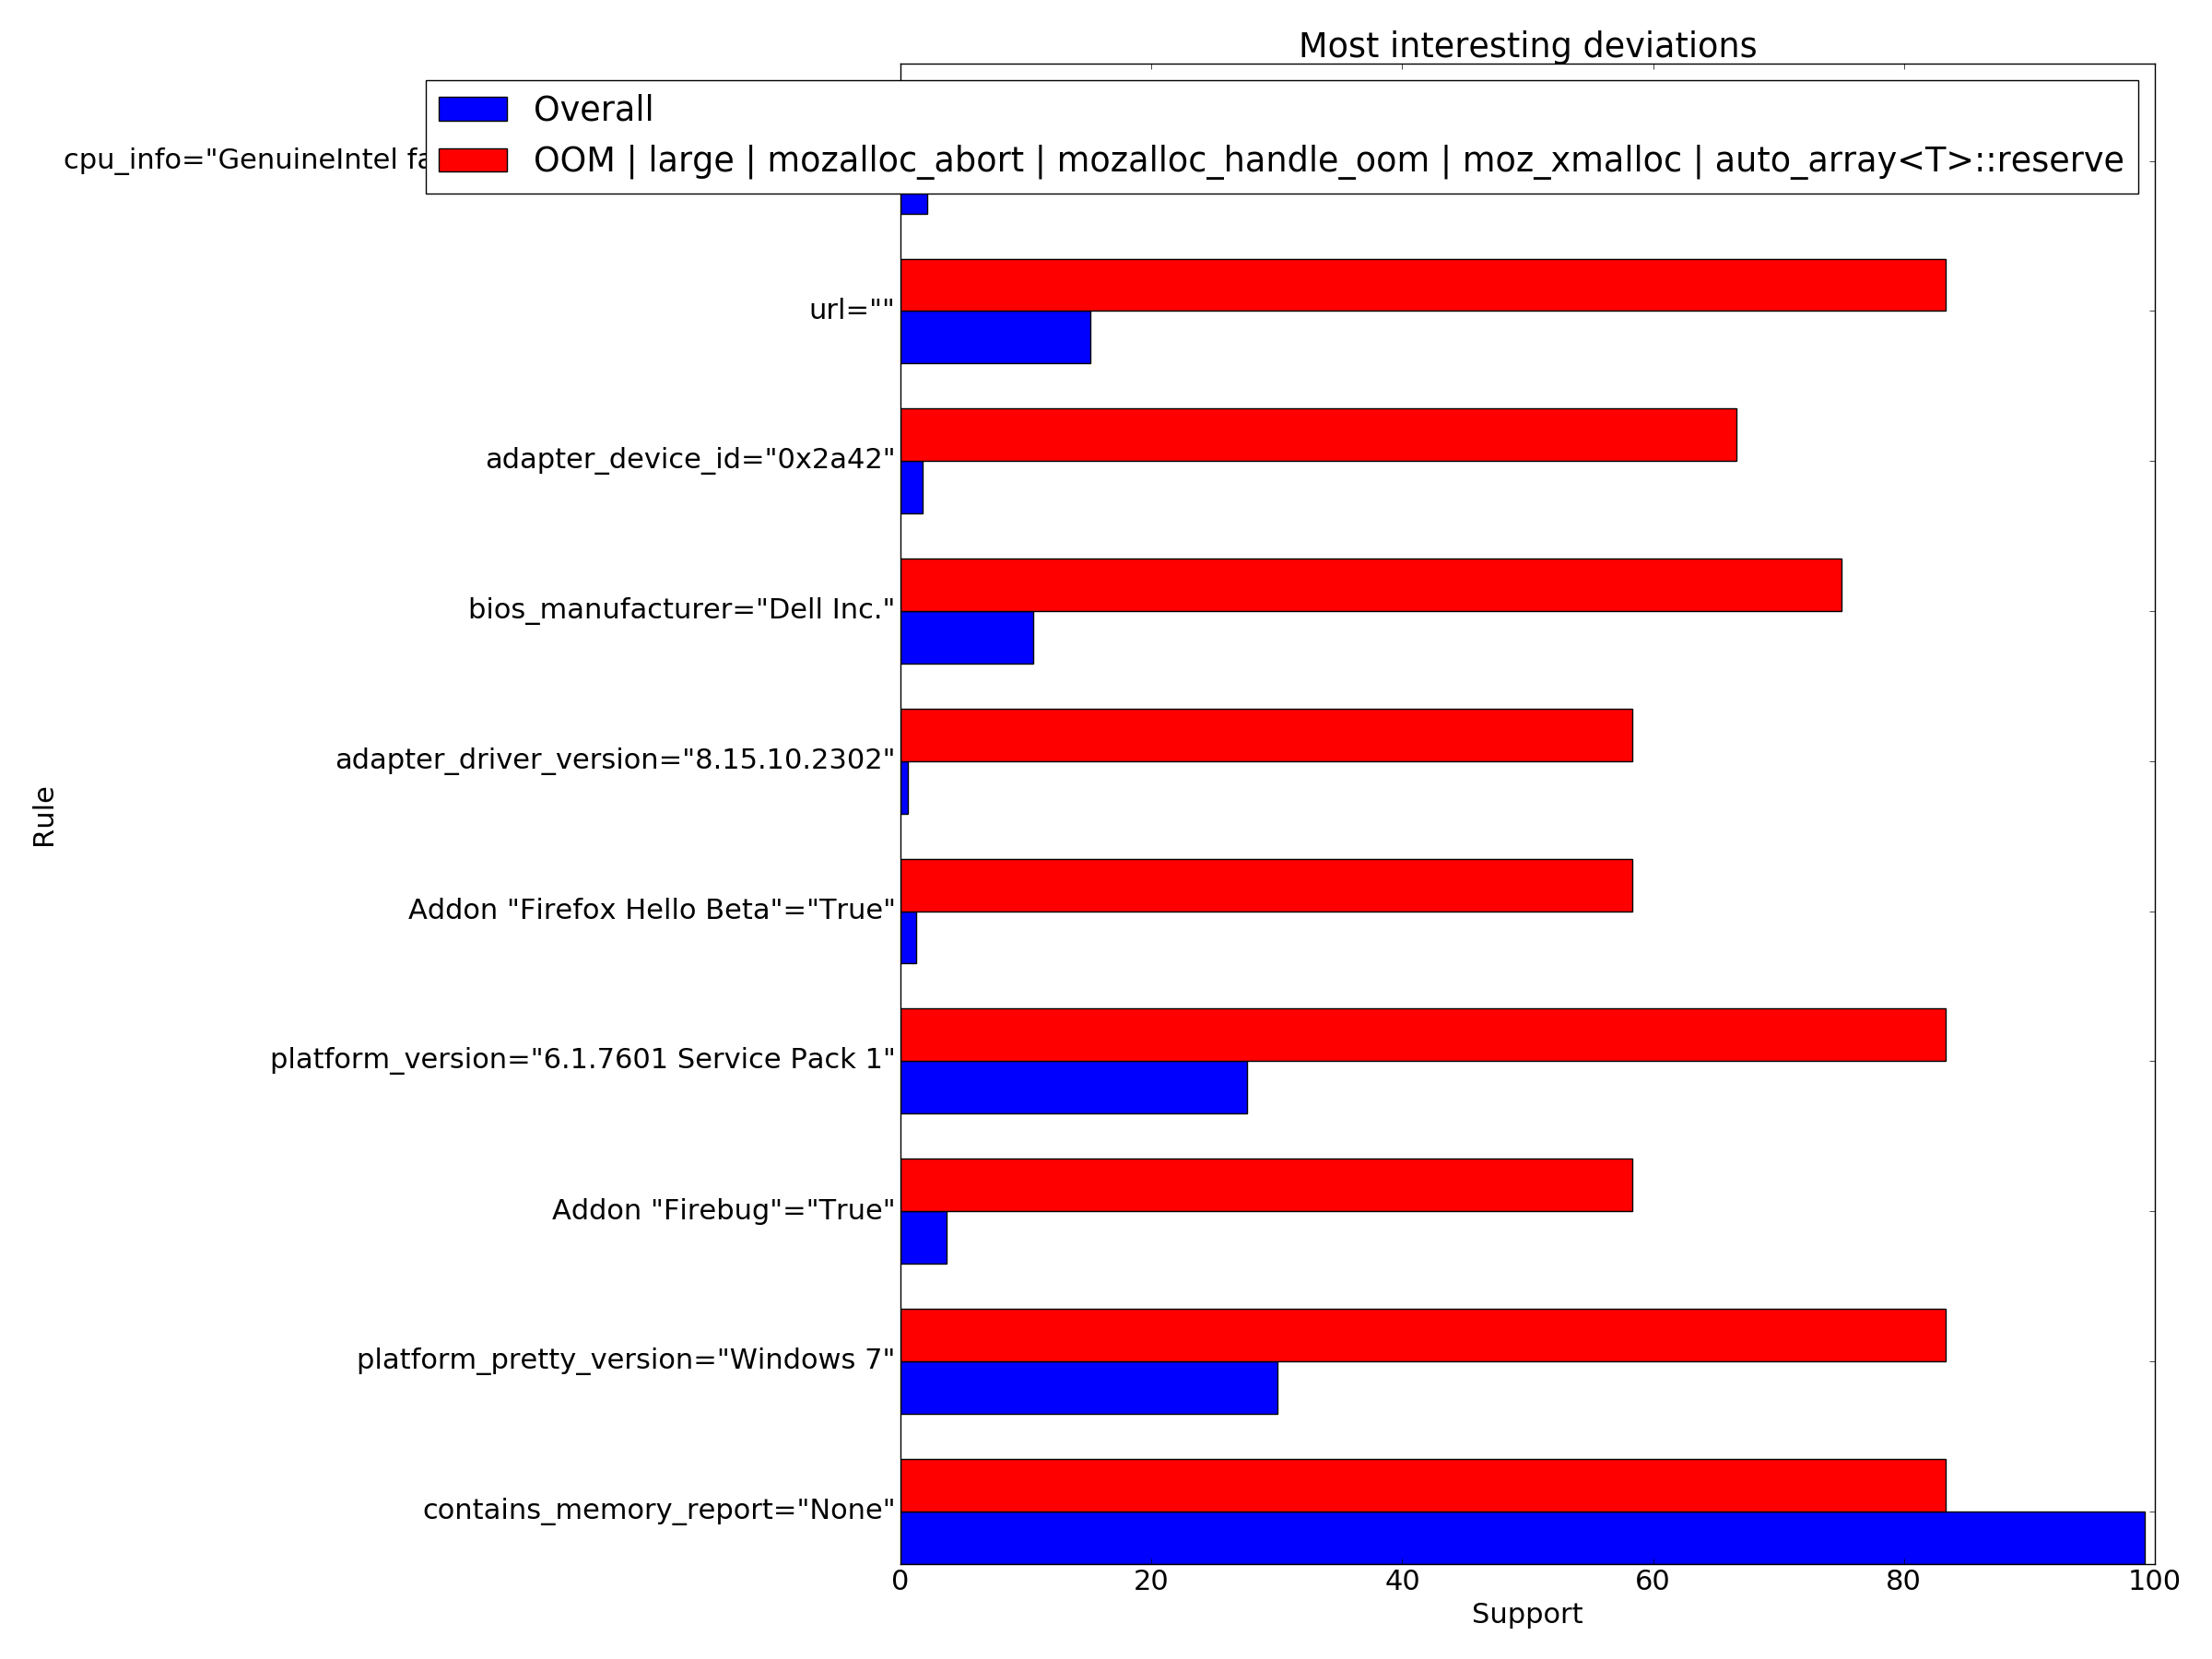 Most interesting deviations
Overall
OOM | large | mozalloc_abort | mozalloc_handle_oom | moz_xmalloc | auto_array<T>::reserve
cpu_info="GenuineIntel
url=""
adapter_device_id="0x2a42"
bios_manufacturer="Dell Inc."
adapter_driver_version="8.15.10.2302"
Addon "Firefox Hello Beta"="True"
platform_version="6.1.7601 Service Pack 1"
Addon "Firebug"="True"
platform_pretty_version="Windows 7"
contains_memory_report="None"
Rule
0 20 40 60 80 100
Support